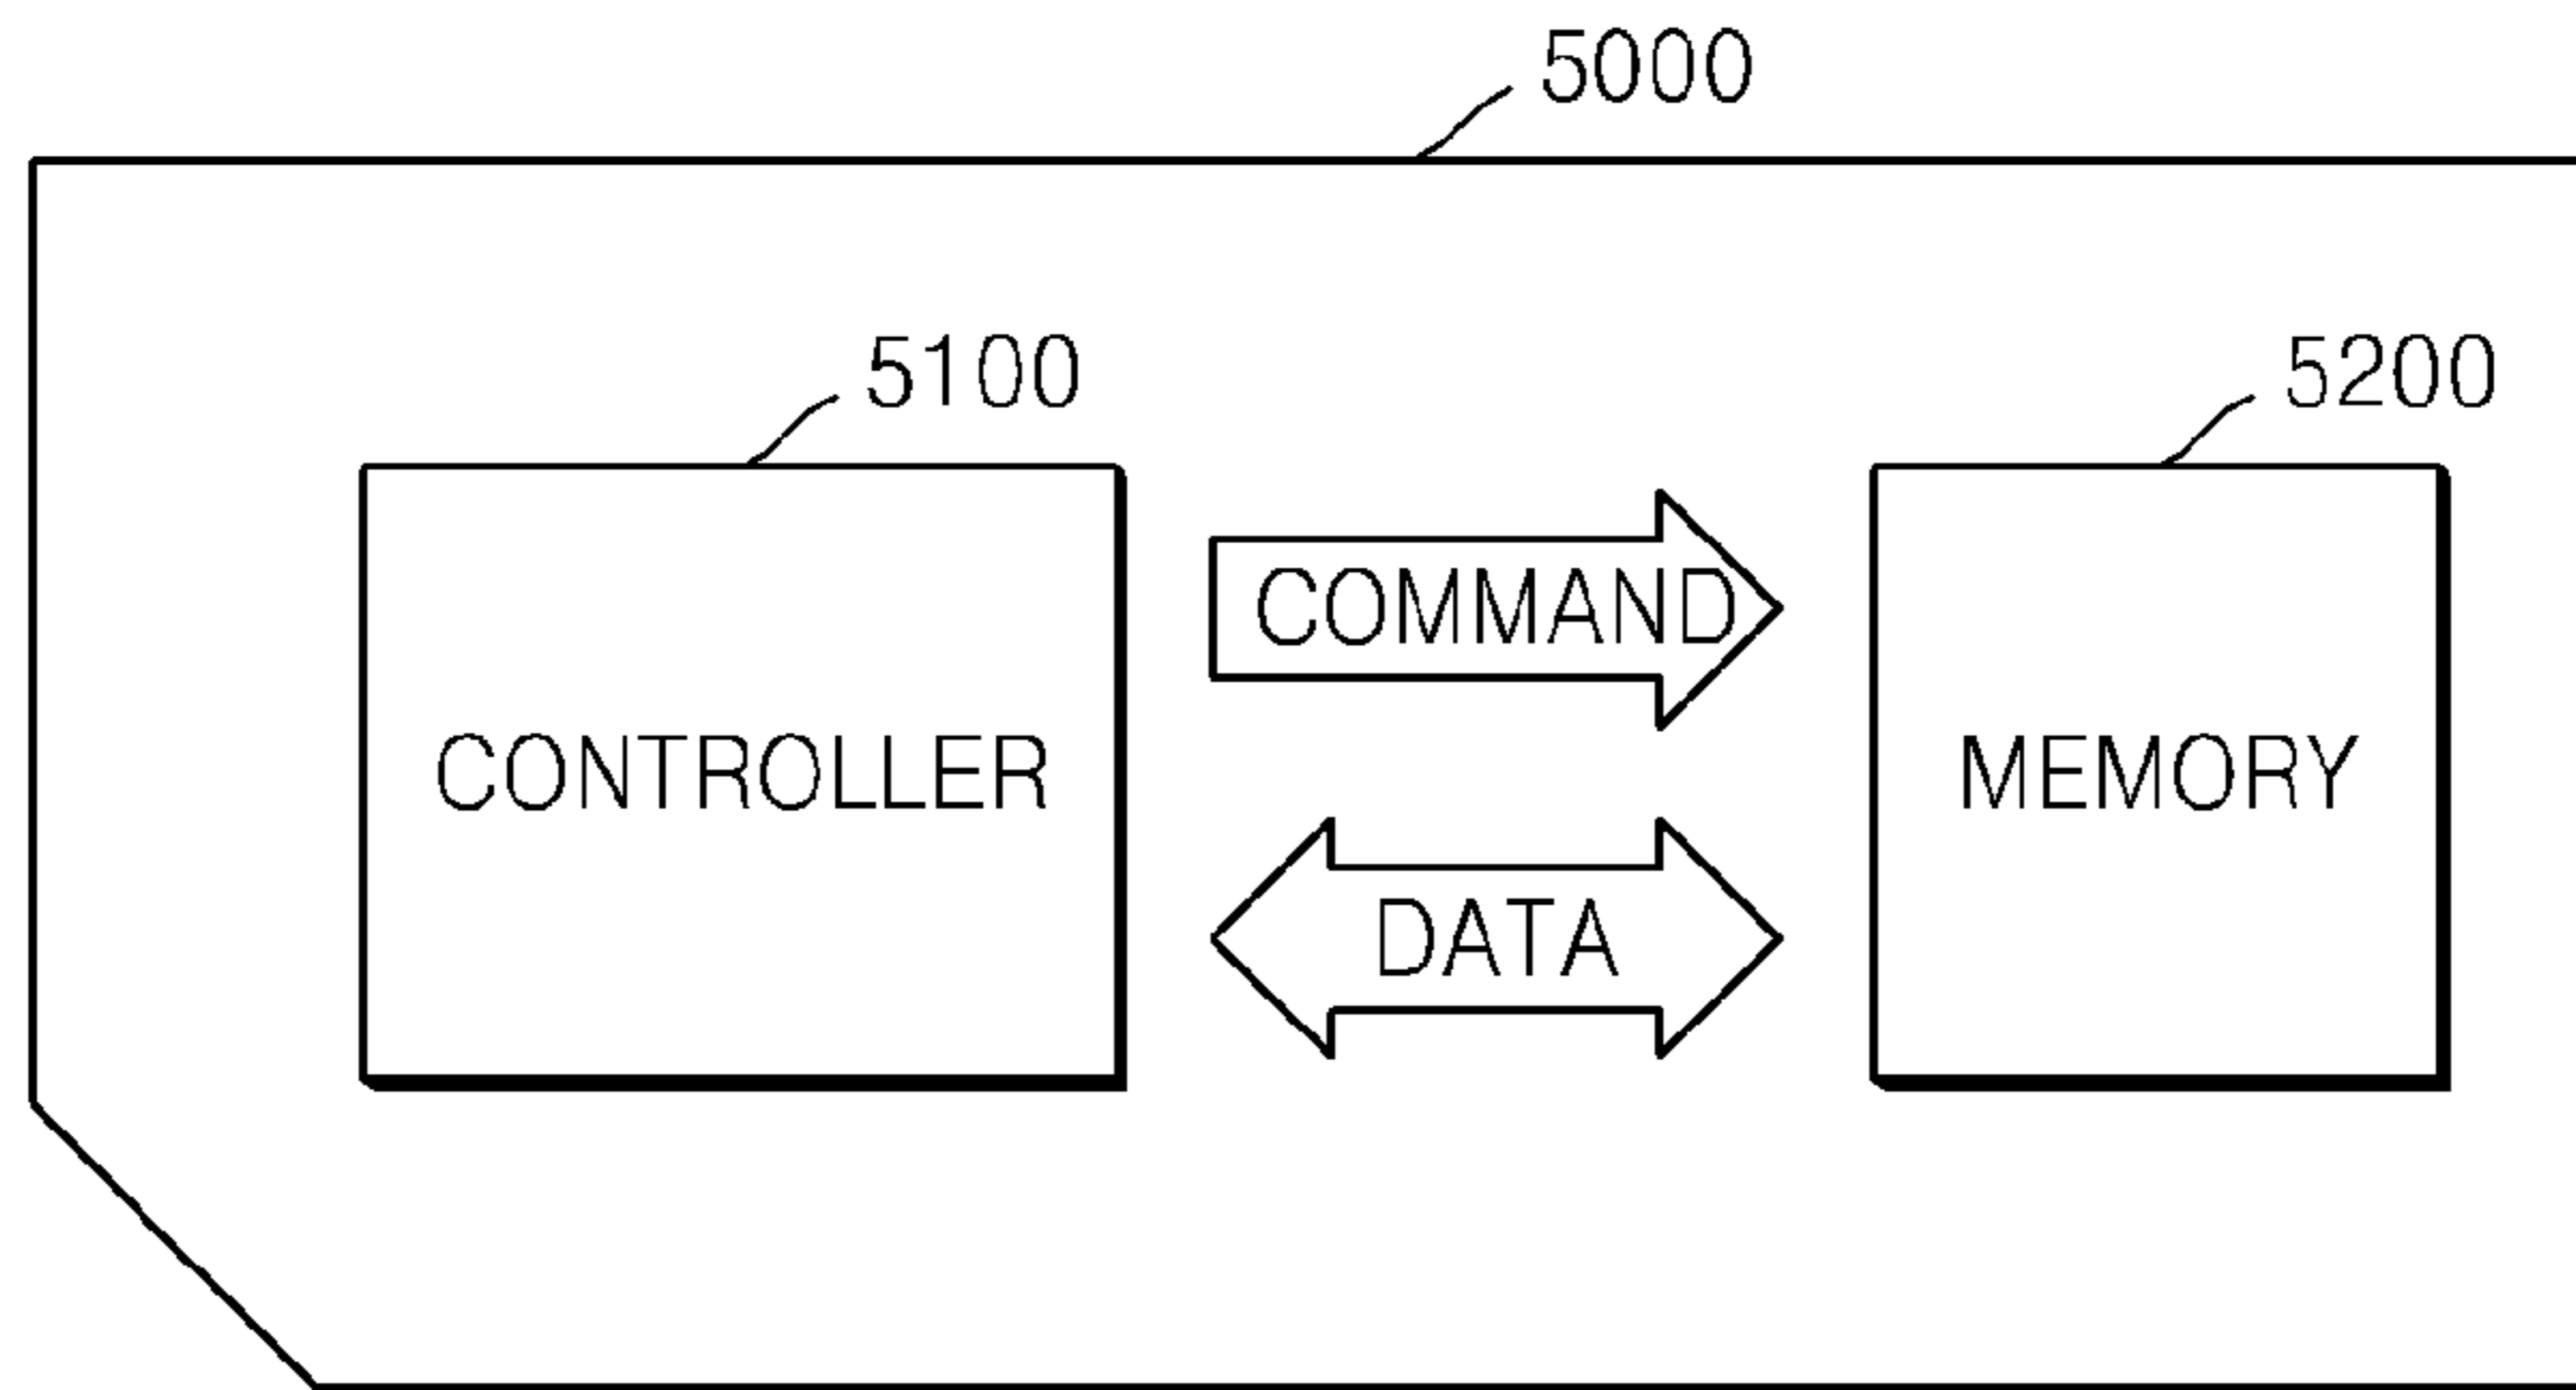 5000
5100
5200
COMMAND
CONTROLLER
MEMORY
DATA